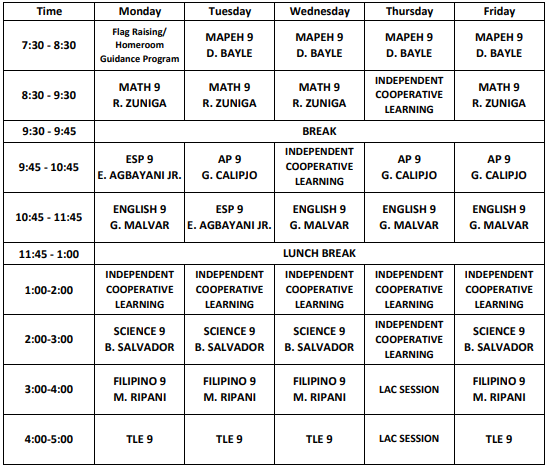 Time Monday Tuesday Wednesday Thursday Friday
7:30 - 8:30
Flag Raising/
Homeroom
Guidance Program
MAPEH 9
D. BAYLE
MAPEH 9
D. BAYLE
MAPEH 9
D. BAYLE
MAPEH 9
D. BAYLE
8:30 - 9:30
MATH 9
R. ZUNIGA
MATH 9
R. ZUNIGA
MATH 9
R. ZUNIGA
INDEPENDENT
COOPERATIVE
LEARNING
MATH 9
R. ZUNIGA
9:30 - 9:45 BREAK
9:45 - 10:45
ESP 9
E. AGBAYANI JR.
AP 9
G. CALIPJO
INDEPENDENT
COOPERATIVE
LEARNING
AP 9
G. CALIPJO
AP 9
G. CALIPJO
10:45 - 11:45
ENGLISH 9
G. MALVAR
ESP 9
E. AGBAYANI JR.
ENGLISH 9
G. MALVAR
ENGLISH 9
G. MALVAR
ENGLISH 9
G. MALVAR
11:45 - 1:00 LUNCH BREAK
1:00-2:00
INDEPENDENT
COOPERATIVE
LEARNING
INDEPENDENT
COOPERATIVE
LEARNING
INDEPENDENT
COOPERATIVE
LEARNING
INDEPENDENT
COOPERATIVE
LEARNING
INDEPENDENT
COOPERATIVE
LEARNING
2:00-3:00
SCIENCE 9
B. SALVADOR
SCIENCE 9
B. SALVADOR
SCIENCE 9
B. SALVADOR
INDEPENDENT
COOPERATIVE
LEARNING
SCIENCE 9
B. SALVADOR
3:00-4:00
FILIPINO 9
M. RIPANI
FILIPINO 9
M. RIPANI
FILIPINO 9
M. RIPANI
LAC SESSION
FILIPINO 9
M. RIPANI
4:00-5:00 TLE 9 TLE 9 TLE 9 LAC SESSION TLE 9